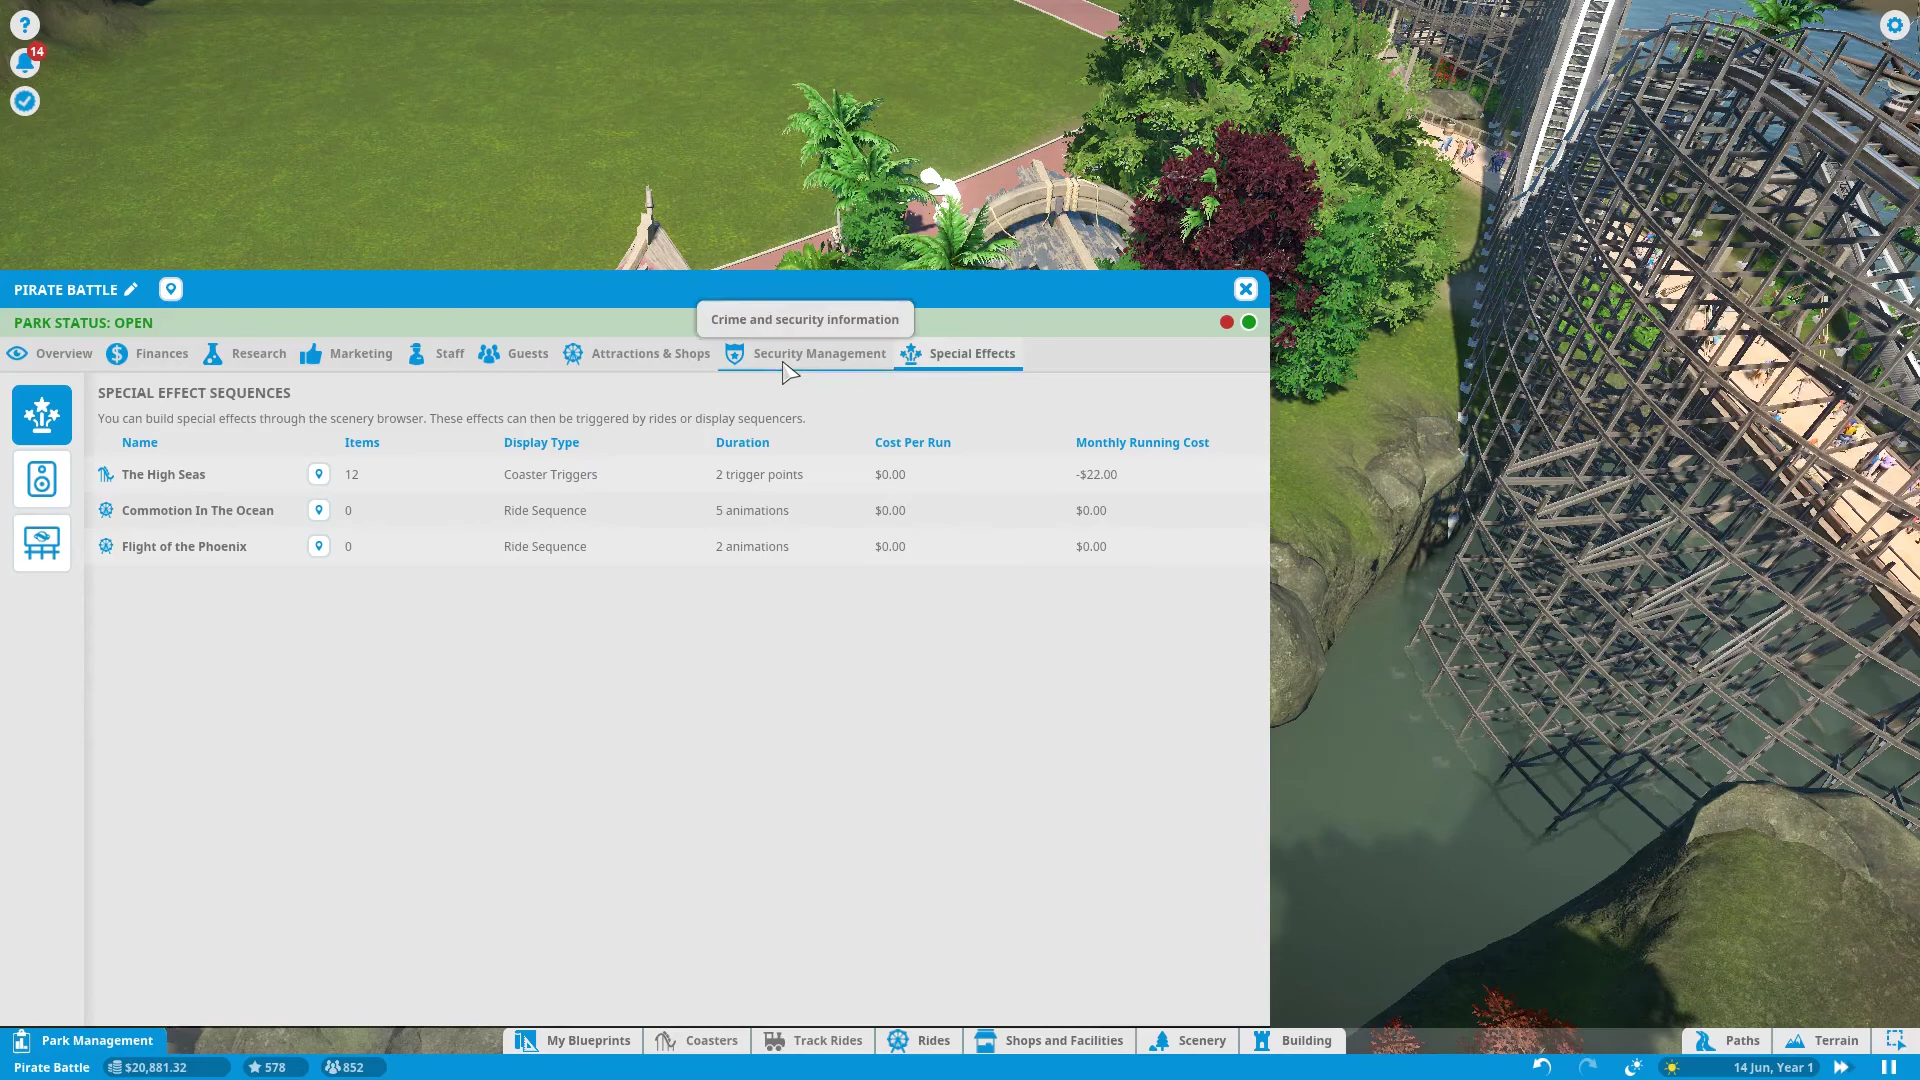 ?
14
PIRATE BATTLE
PARK STATUS: OPEN
Crime and security information
Overview Finances Research Marketing Staff Guests Attractions & Shops Security Management Special Effects
SPECIAL EFFECT SEQUENCES
You can build special effects through the scenery browser. These effects can then be triggered by rides or display sequencers.
Name Items Display Type Duration Cost Per Run Monthly Running Cost
The High Seas 12 Coaster Triggers 2 trigger points $0.00 -$22.00
Commotion In The Ocean 0 Ride Sequence 5 animations $0.00 $0.00
Flight of the Phoenix 0 Ride Sequence 2 animations $0.00 $0.00
Park Management My Blueprints Coasters Track Rides Rides Shops and Facilities Scenery Building Paths Terrain
Pirate Battle $20,881.32 578 852 14 Jun, Year 1